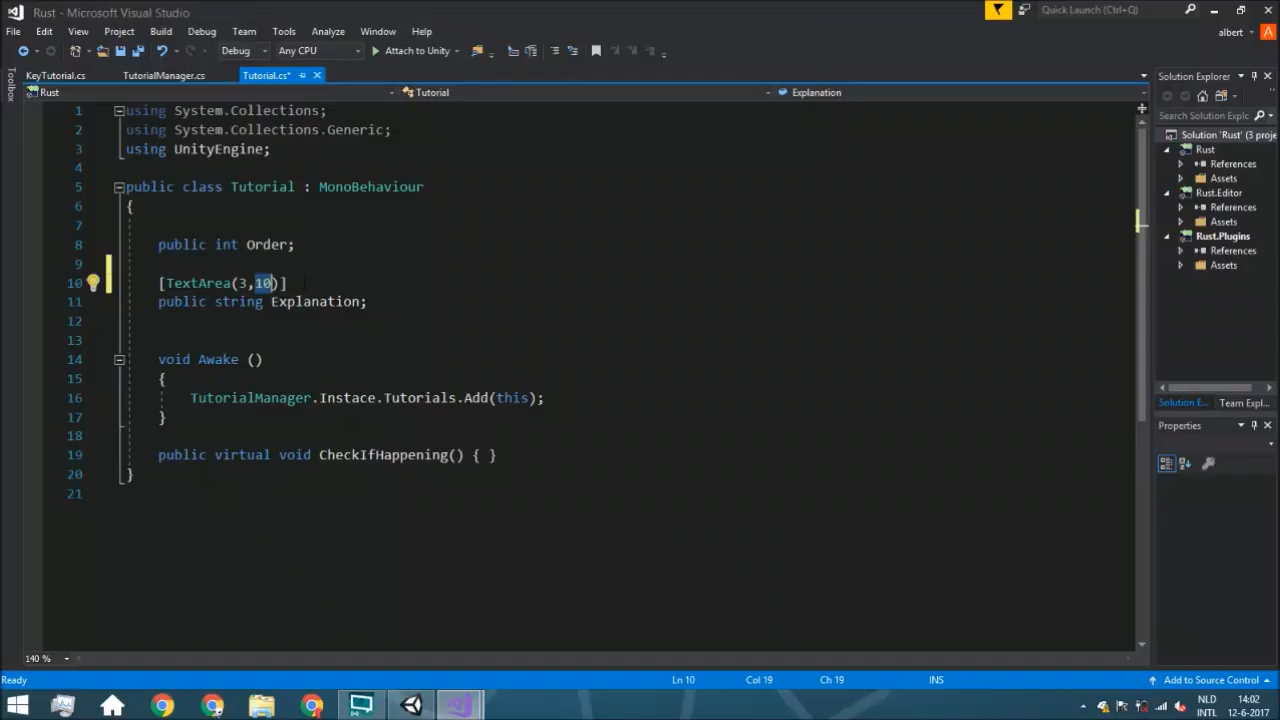 Rust - Microsoft Visual Studio
Quick Launch (Ctrl+Q)
File Edit View Project Build Debug Team Tools Analyze Window Help
albert A
Debug Any CPU Attach to Unity
Toolbox
KeyTutorial.cs TutorialManager.cs Tutorial.cs*
Rust Tutorial Explanation
1 using System.Collections;
2 using System.Collections.Generic;
3 using UnityEngine;
4
5 public class Tutorial : MonoBehaviour
6 {
7
8 public int Order;
9
10 [TextArea(3,10)]
11 public string Explanation;
12
13
14 void Awake ()
15 {
16 TutorialManager.Instace.Tutorials.Add(this);
17 }
18
19 public virtual void CheckIfHappening() { }
20 }
21
140 %
Solution Explorer
Search Solution Explc
Solution 'Rust' (3 proje
Rust
References
Assets
Rust.Editor
References
Assets
Rust.Plugins
References
Assets
Solution E... Team Expl...
Properties
Ready Ln 10 Col 19 Ch 19 INS Add to Source Control
NLD
INTL
14:02
12-6-2017